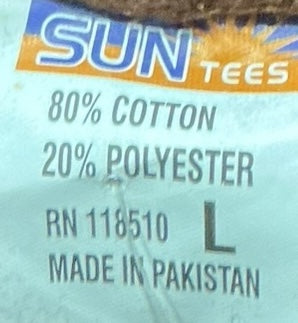 SUN TEES
80% COTTON
20% POLYESTER
RN 118510 L
MADE IN PAKISTAN